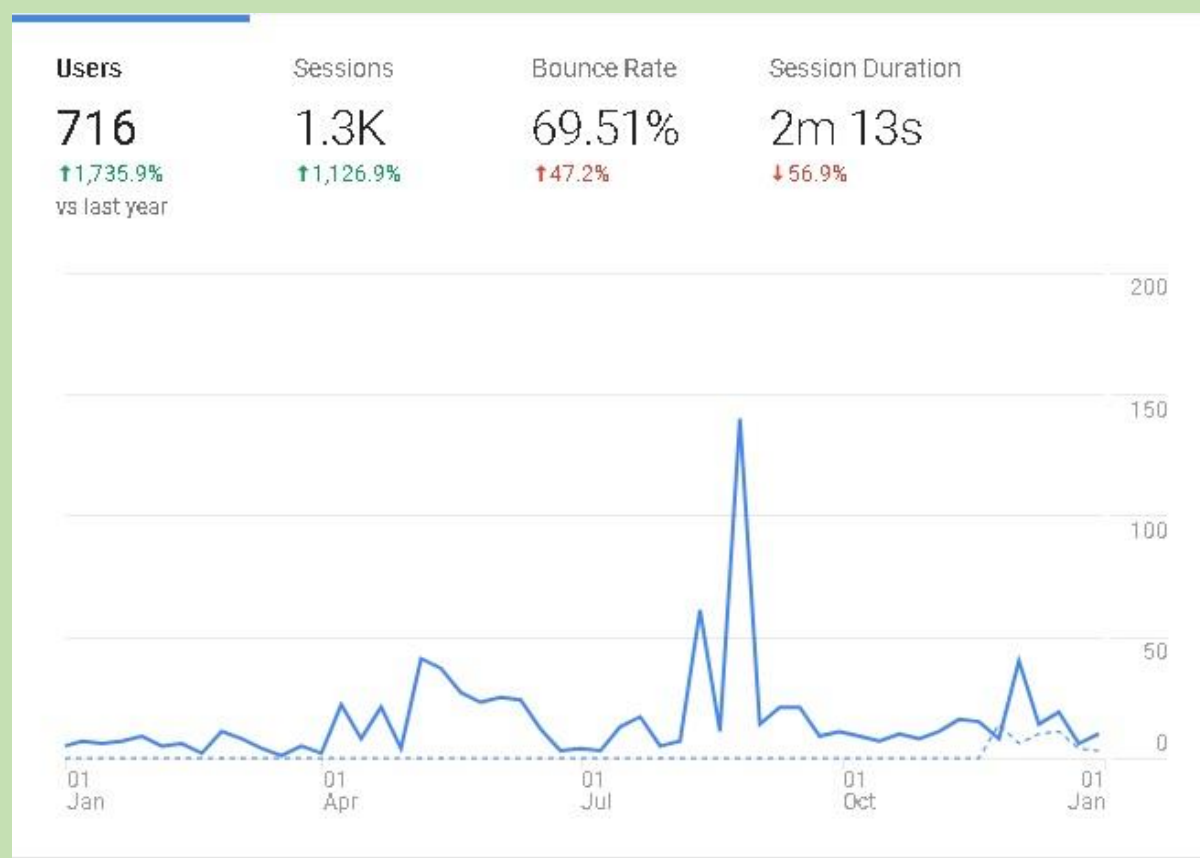 Users
716
↑1,735.9%
vs last year
Sessions
1.3K
↑1,126.9%
Bounce Rate
69.51%
↑47.2%
Session Duration
2m 13s
↓56.9%
200
150
100
50
0
01
Jan
01
Apr
01
Jul
01
Oct
01
Jan